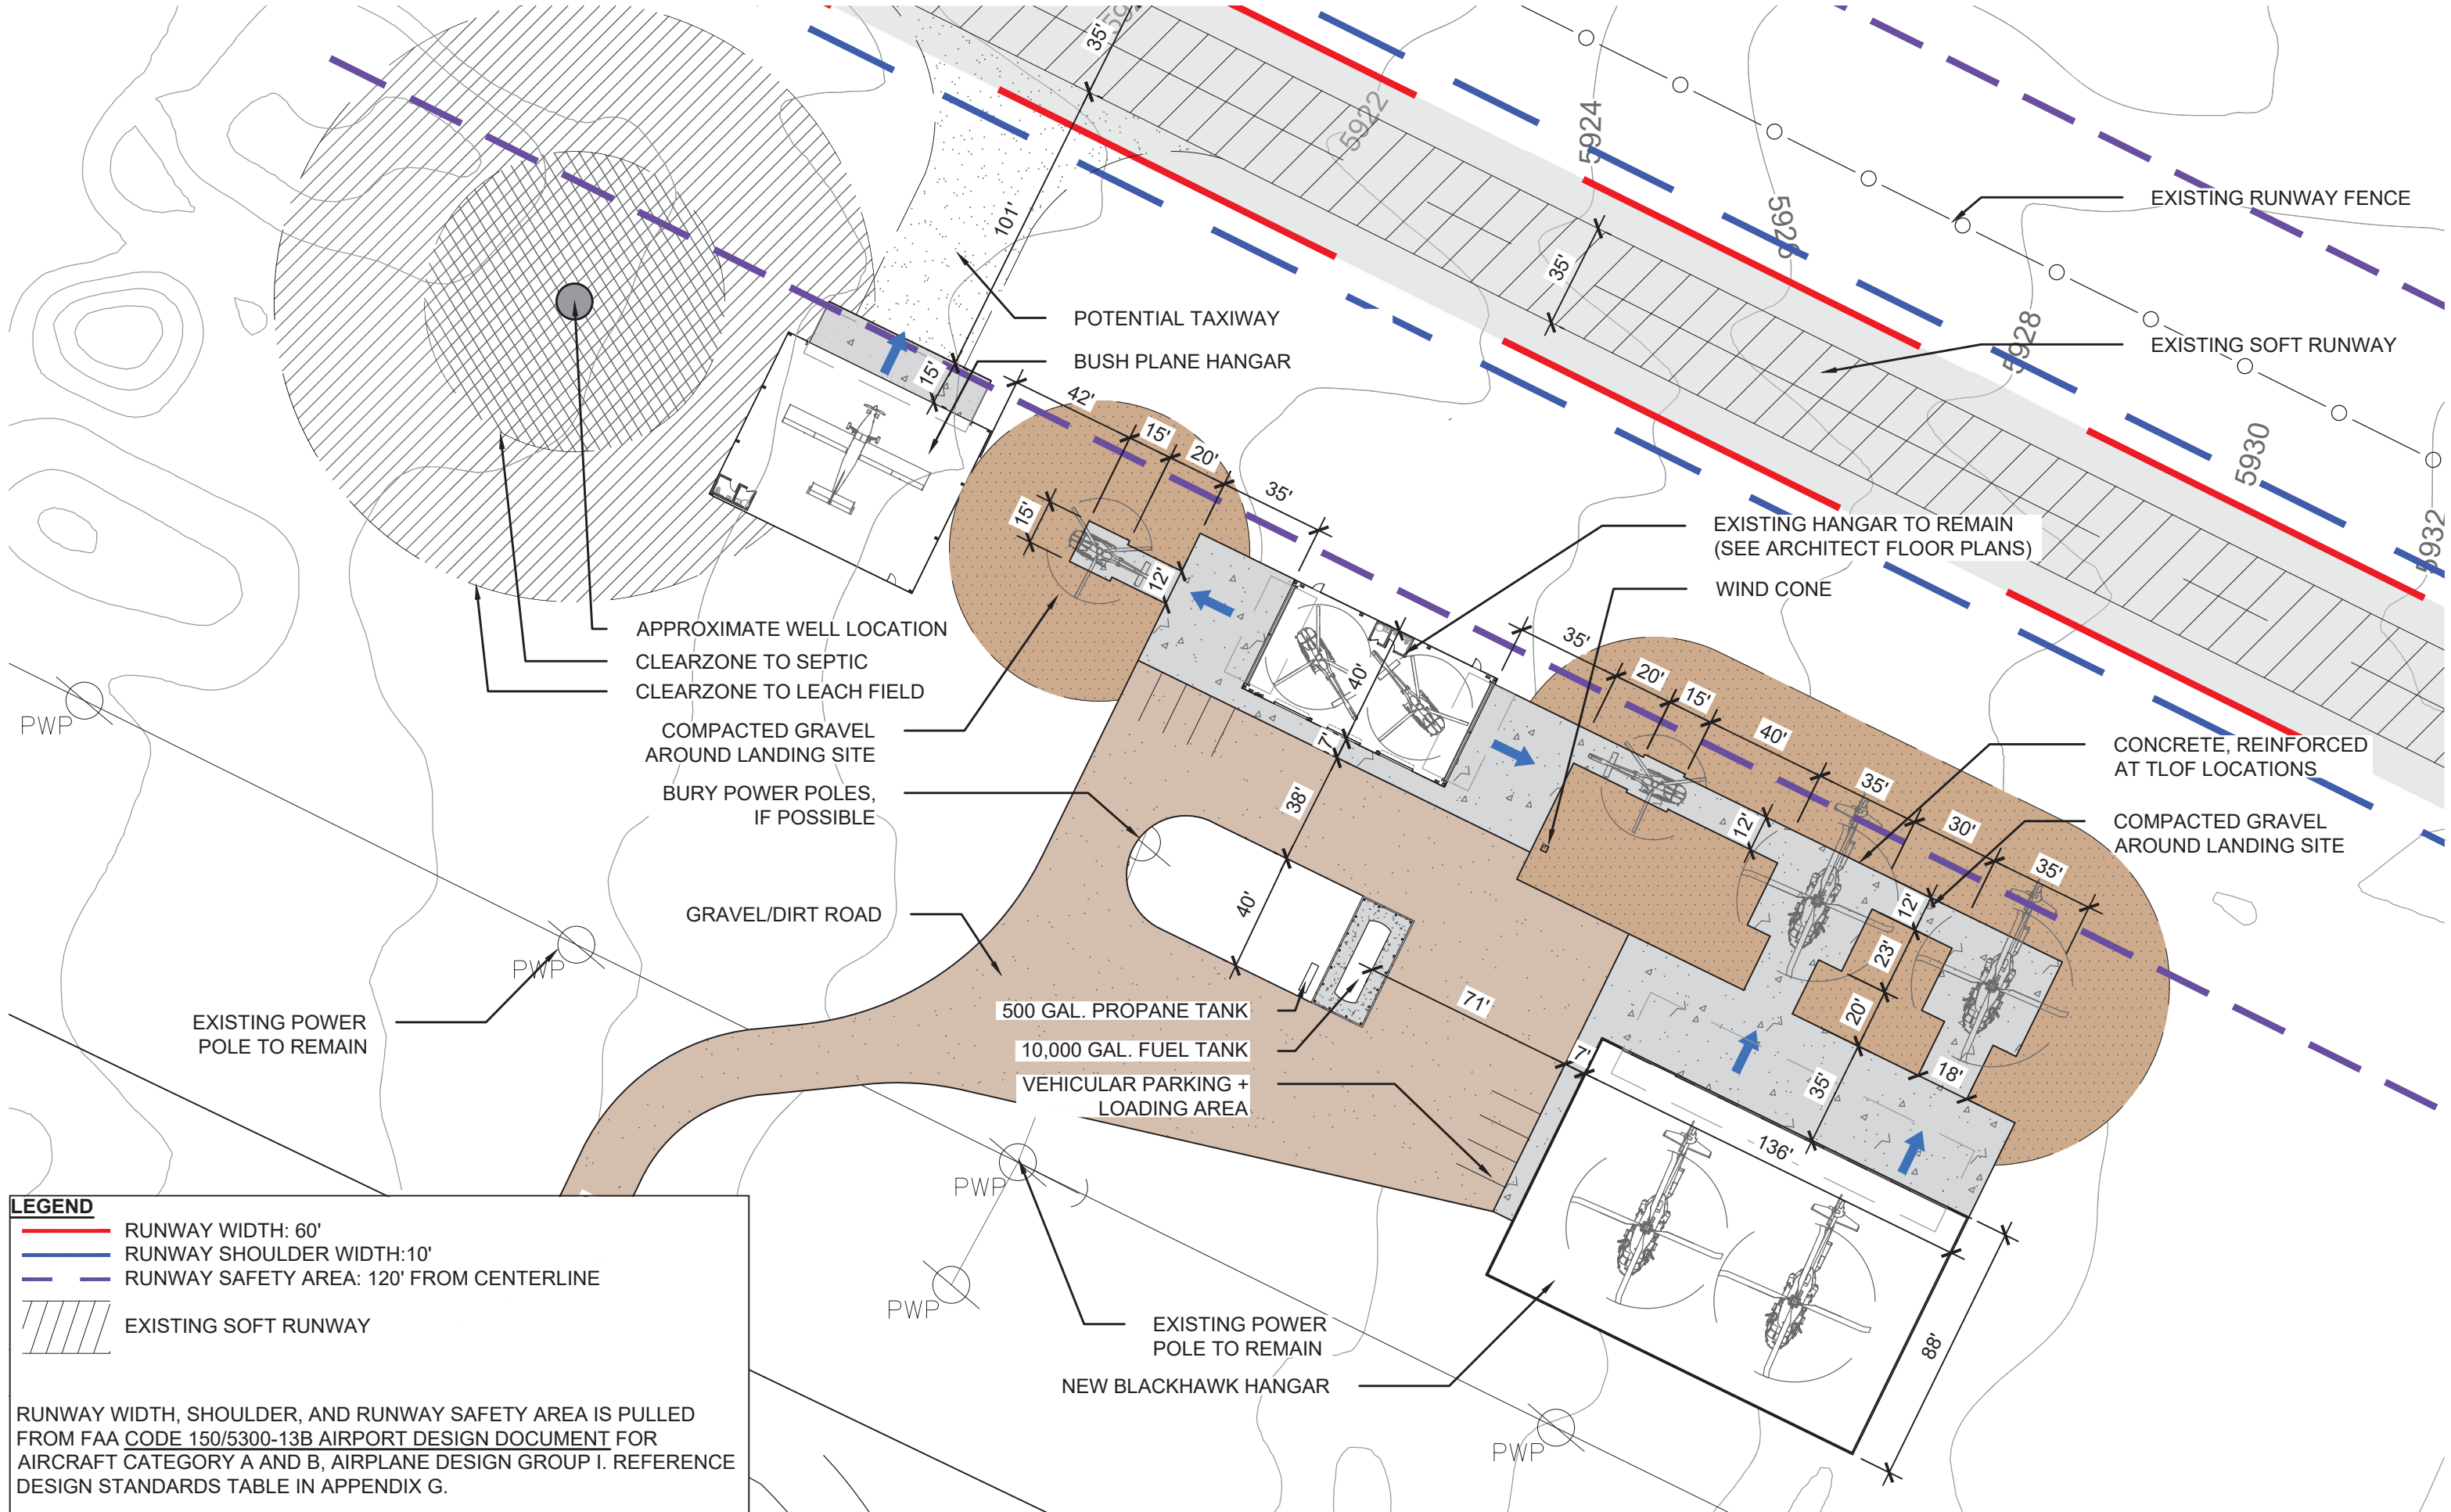 592
35'
5922
5924
5926
5928
5930
5932
EXISTING RUNWAY FENCE
EXISTING SOFT RUNWAY
101'
35'
POTENTIAL TAXIWAY
BUSH PLANE HANGAR
15'
42'
15'
20'
35'
15'
12'
EXISTING HANGAR TO REMAIN
(SEE ARCHITECT FLOOR PLANS)
WIND CONE
APPROXIMATE WELL LOCATION
CLEARZONE TO SEPTIC
CLEARZONE TO LEACH FIELD
COMPACTED GRAVEL
AROUND LANDING SITE
BURY POWER POLES,
IF POSSIBLE
GRAVEL/DIRT ROAD
40'
7'
38'
40'
35'
20'
15'
40'
35'
30'
35'
12'
12'
23'
20'
35'
18'
CONCRETE, REINFORCED
AT TLOF LOCATIONS
COMPACTED GRAVEL
AROUND LANDING SITE
PWP
PWP
EXISTING POWER
POLE TO REMAIN
500 GAL. PROPANE TANK
10,000 GAL. FUEL TANK
VEHICULAR PARKING +
LOADING AREA
71'
7'
136'
88'
PWP
PWP
EXISTING POWER
POLE TO REMAIN
NEW BLACKHAWK HANGAR
PWP
LEGEND
RUNWAY WIDTH: 60'
RUNWAY SHOULDER WIDTH:10'
RUNWAY SAFETY AREA: 120' FROM CENTERLINE
EXISTING SOFT RUNWAY
RUNWAY WIDTH, SHOULDER, AND RUNWAY SAFETY AREA IS PULLED
FROM FAA CODE 150/5300-13B AIRPORT DESIGN DOCUMENT FOR
AIRCRAFT CATEGORY A AND B, AIRPLANE DESIGN GROUP I. REFERENCE
DESIGN STANDARDS TABLE IN APPENDIX G.